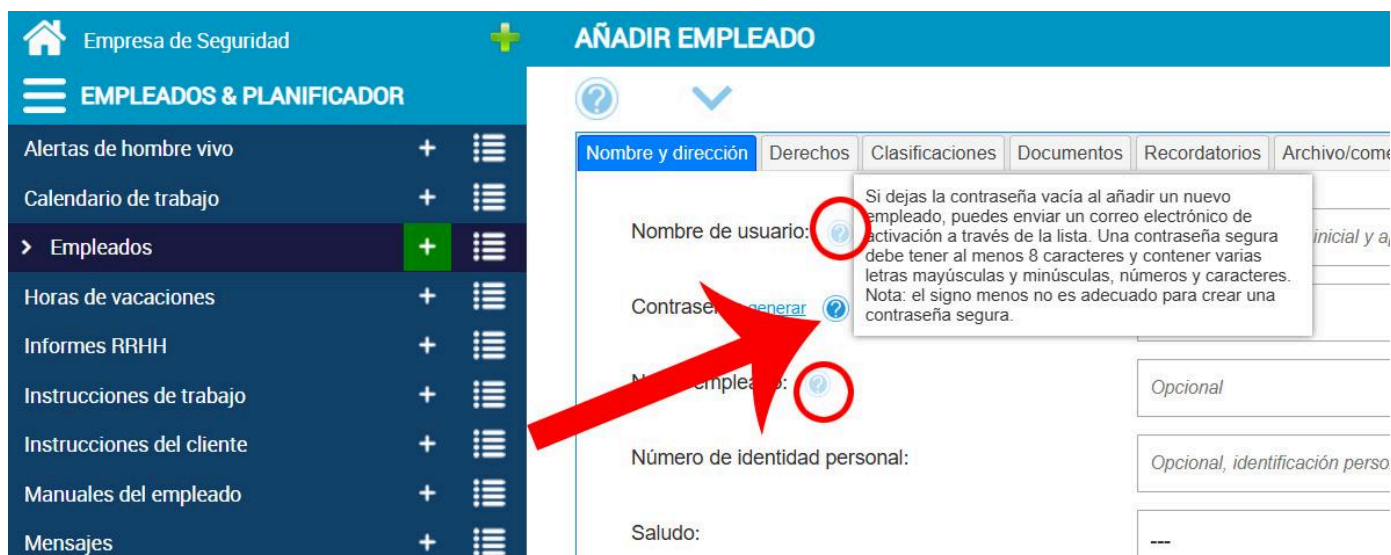 Empresa de Seguridad
AÑADIR EMPLEADO
EMPLEADOS & PLANIFICADOR
Alertas de hombre vivo
Calendario de trabajo
Empleados
Horas de vacaciones
Informes RRHH
Instrucciones de trabajo
Instrucciones del cliente
Manuales del empleado
Mensajes
Nombre y dirección Derechos Clasificaciones Documentos Recordatorios Archivo/come
Si dejas la contraseña vacía al añadir un nuevo
empleado, puedes enviar un correo electrónico de
activación a través de la lista. Una contraseña segura
debe tener al menos 8 caracteres y contener varias
letras mayúsculas y minúsculas, números y caracteres.
Nota: el signo menos no es adecuado para crear una
contraseña segura.
Nombre de usuario:
inicial y
generar
Opcional
Número de identidad personal:
Opcional, identificación
Saludo:
---